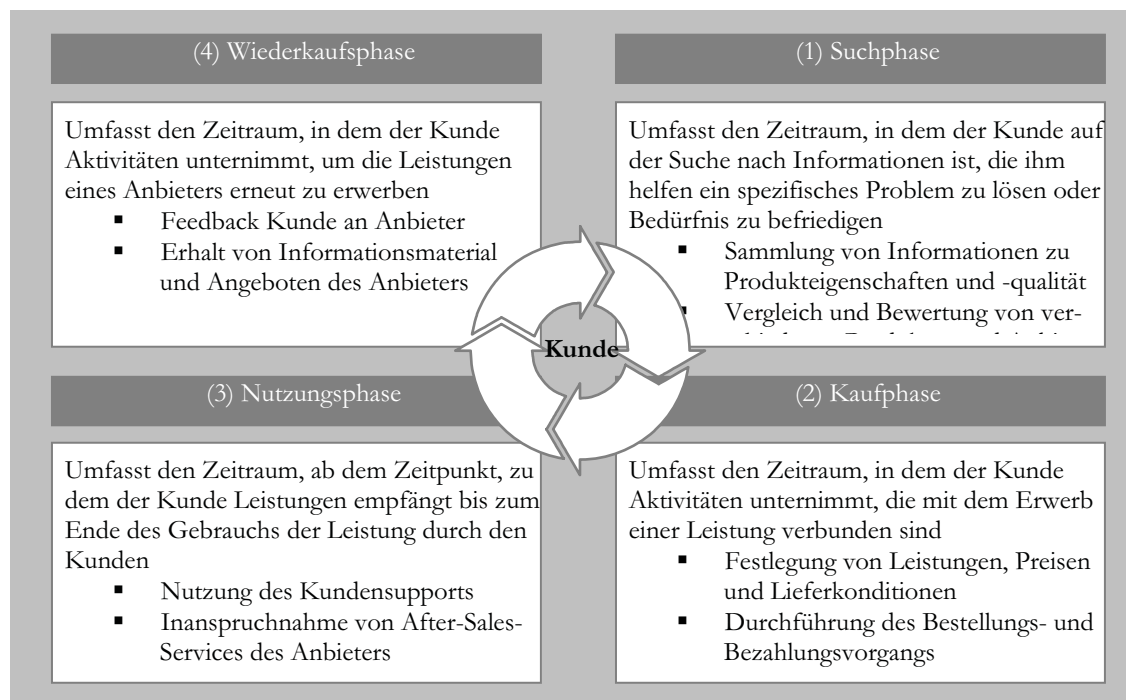 (4) Wiederkaufsphase
Umfasst den Zeitraum, in dem der Kunde
Aktivitäten unternimmt, um die Leistungen
eines Anbieters erneut zu erwerben
▪ Feedback Kunde an Anbieter
▪ Erhalt von Informationsmaterial
und Angeboten des Anbieters
(1) Suchphase
Umfasst den Zeitraum, in dem der Kunde auf
der Suche nach Informationen ist, die ihm
helfen ein spezifisches Problem zu lösen oder
Bedürfnis zu befriedigen
▪ Sammlung von Informationen zu
Produkteigenschaften und -qualität
▪ Vergleich und Bewertung von ver-
Kunde
(3) Nutzungsphase
Umfasst den Zeitraum, ab dem Zeitpunkt, zu
dem der Kunde Leistungen empfängt bis zum
Ende des Gebrauchs der Leistung durch den
Kunden
▪ Nutzung des Kundensupports
▪ Inanspruchnahme von After-Sales-
Services des Anbieters
(2) Kaufphase
Umfasst den Zeitraum, in dem der Kunde
Aktivitäten unternimmt, die mit dem Erwerb
einer Leistung verbunden sind
▪ Festlegung von Leistungen, Preisen
und Lieferkonditionen
▪ Durchführung des Bestellungs- und
Bezahlungsvorgangs